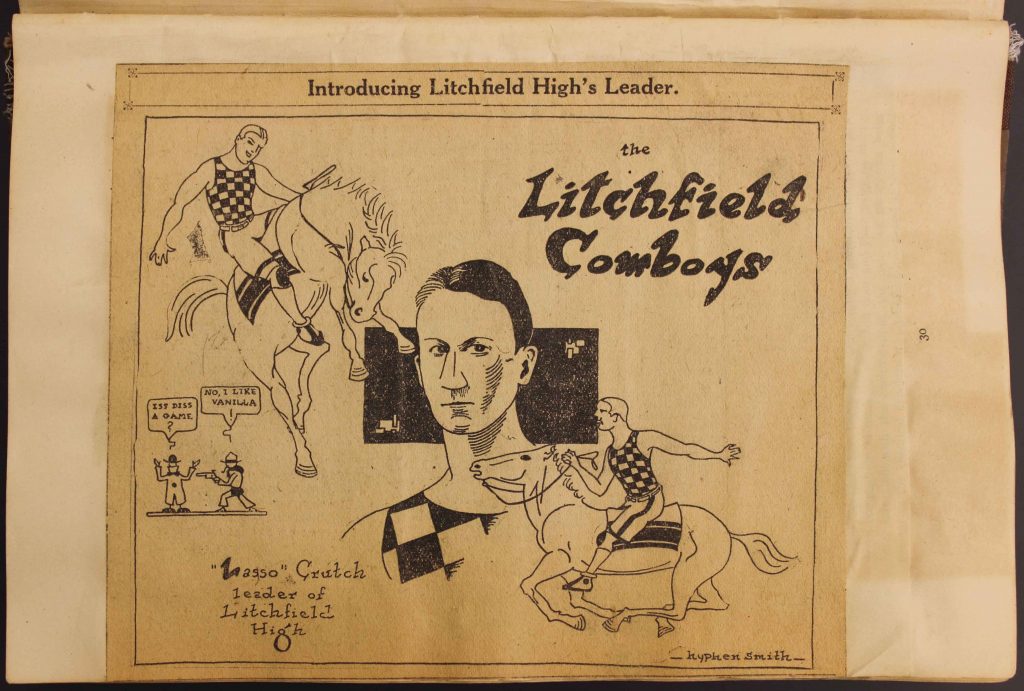 Introducing Litchfield High's Leader.
the
Litchfield
Cowboys
ISS DISS
A GAME
?
NO, I LIKE
VANILLA
"Lasso" Crutch
leader of
Litchfield
High
-hyphen smith-
30